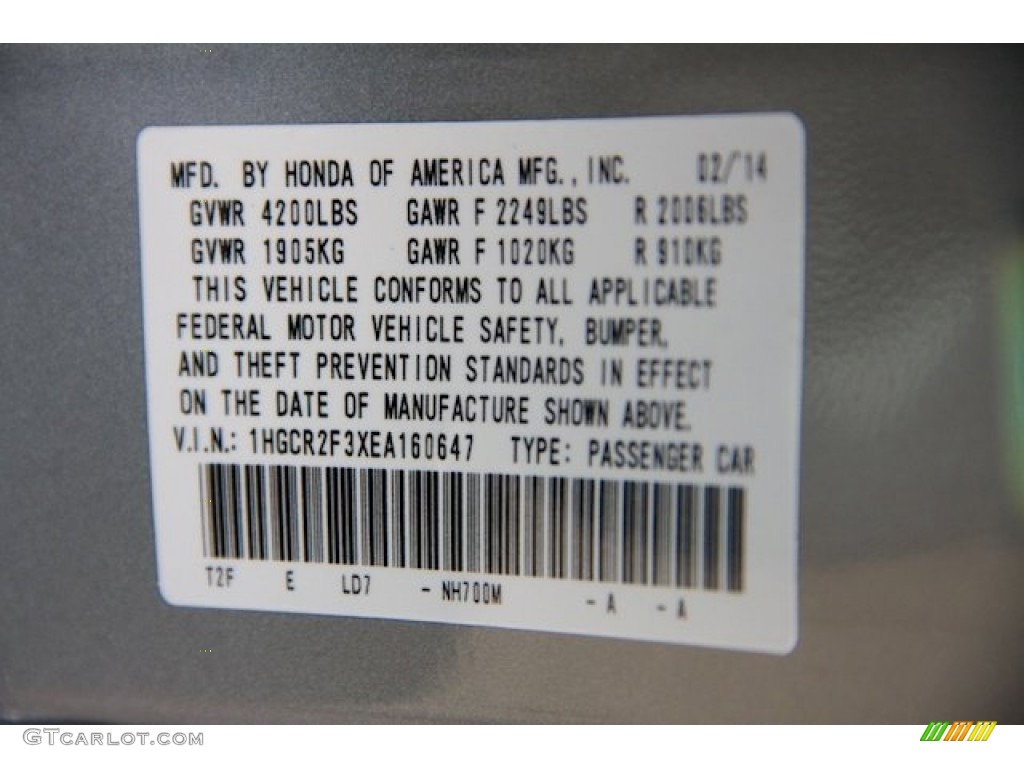 MFD. BY HONDA OF AMERICA MFG., INC. 02/'14
GVWR 4200LBS GAWR F 2249LBS R 2006LBS
GVWR 1905KG GAWR F 1020KG R 910KG
THIS VEHICLE CONFORMS TO ALL APPLICABLE
FEDERAL MOTOR VEHICLE SAFETY, BUMPER,
AND THEFT PREVENTION STANDARDS IN EFFECT
ON THE DATE OF MANUFACTURE SHOWN ABOVE.
V.I.N.: 1HGCR2F3XEA160647 TYPE: PASSENGER CAR
T2F E LD7 - NH700M - A - A
GTCARLOT.COM